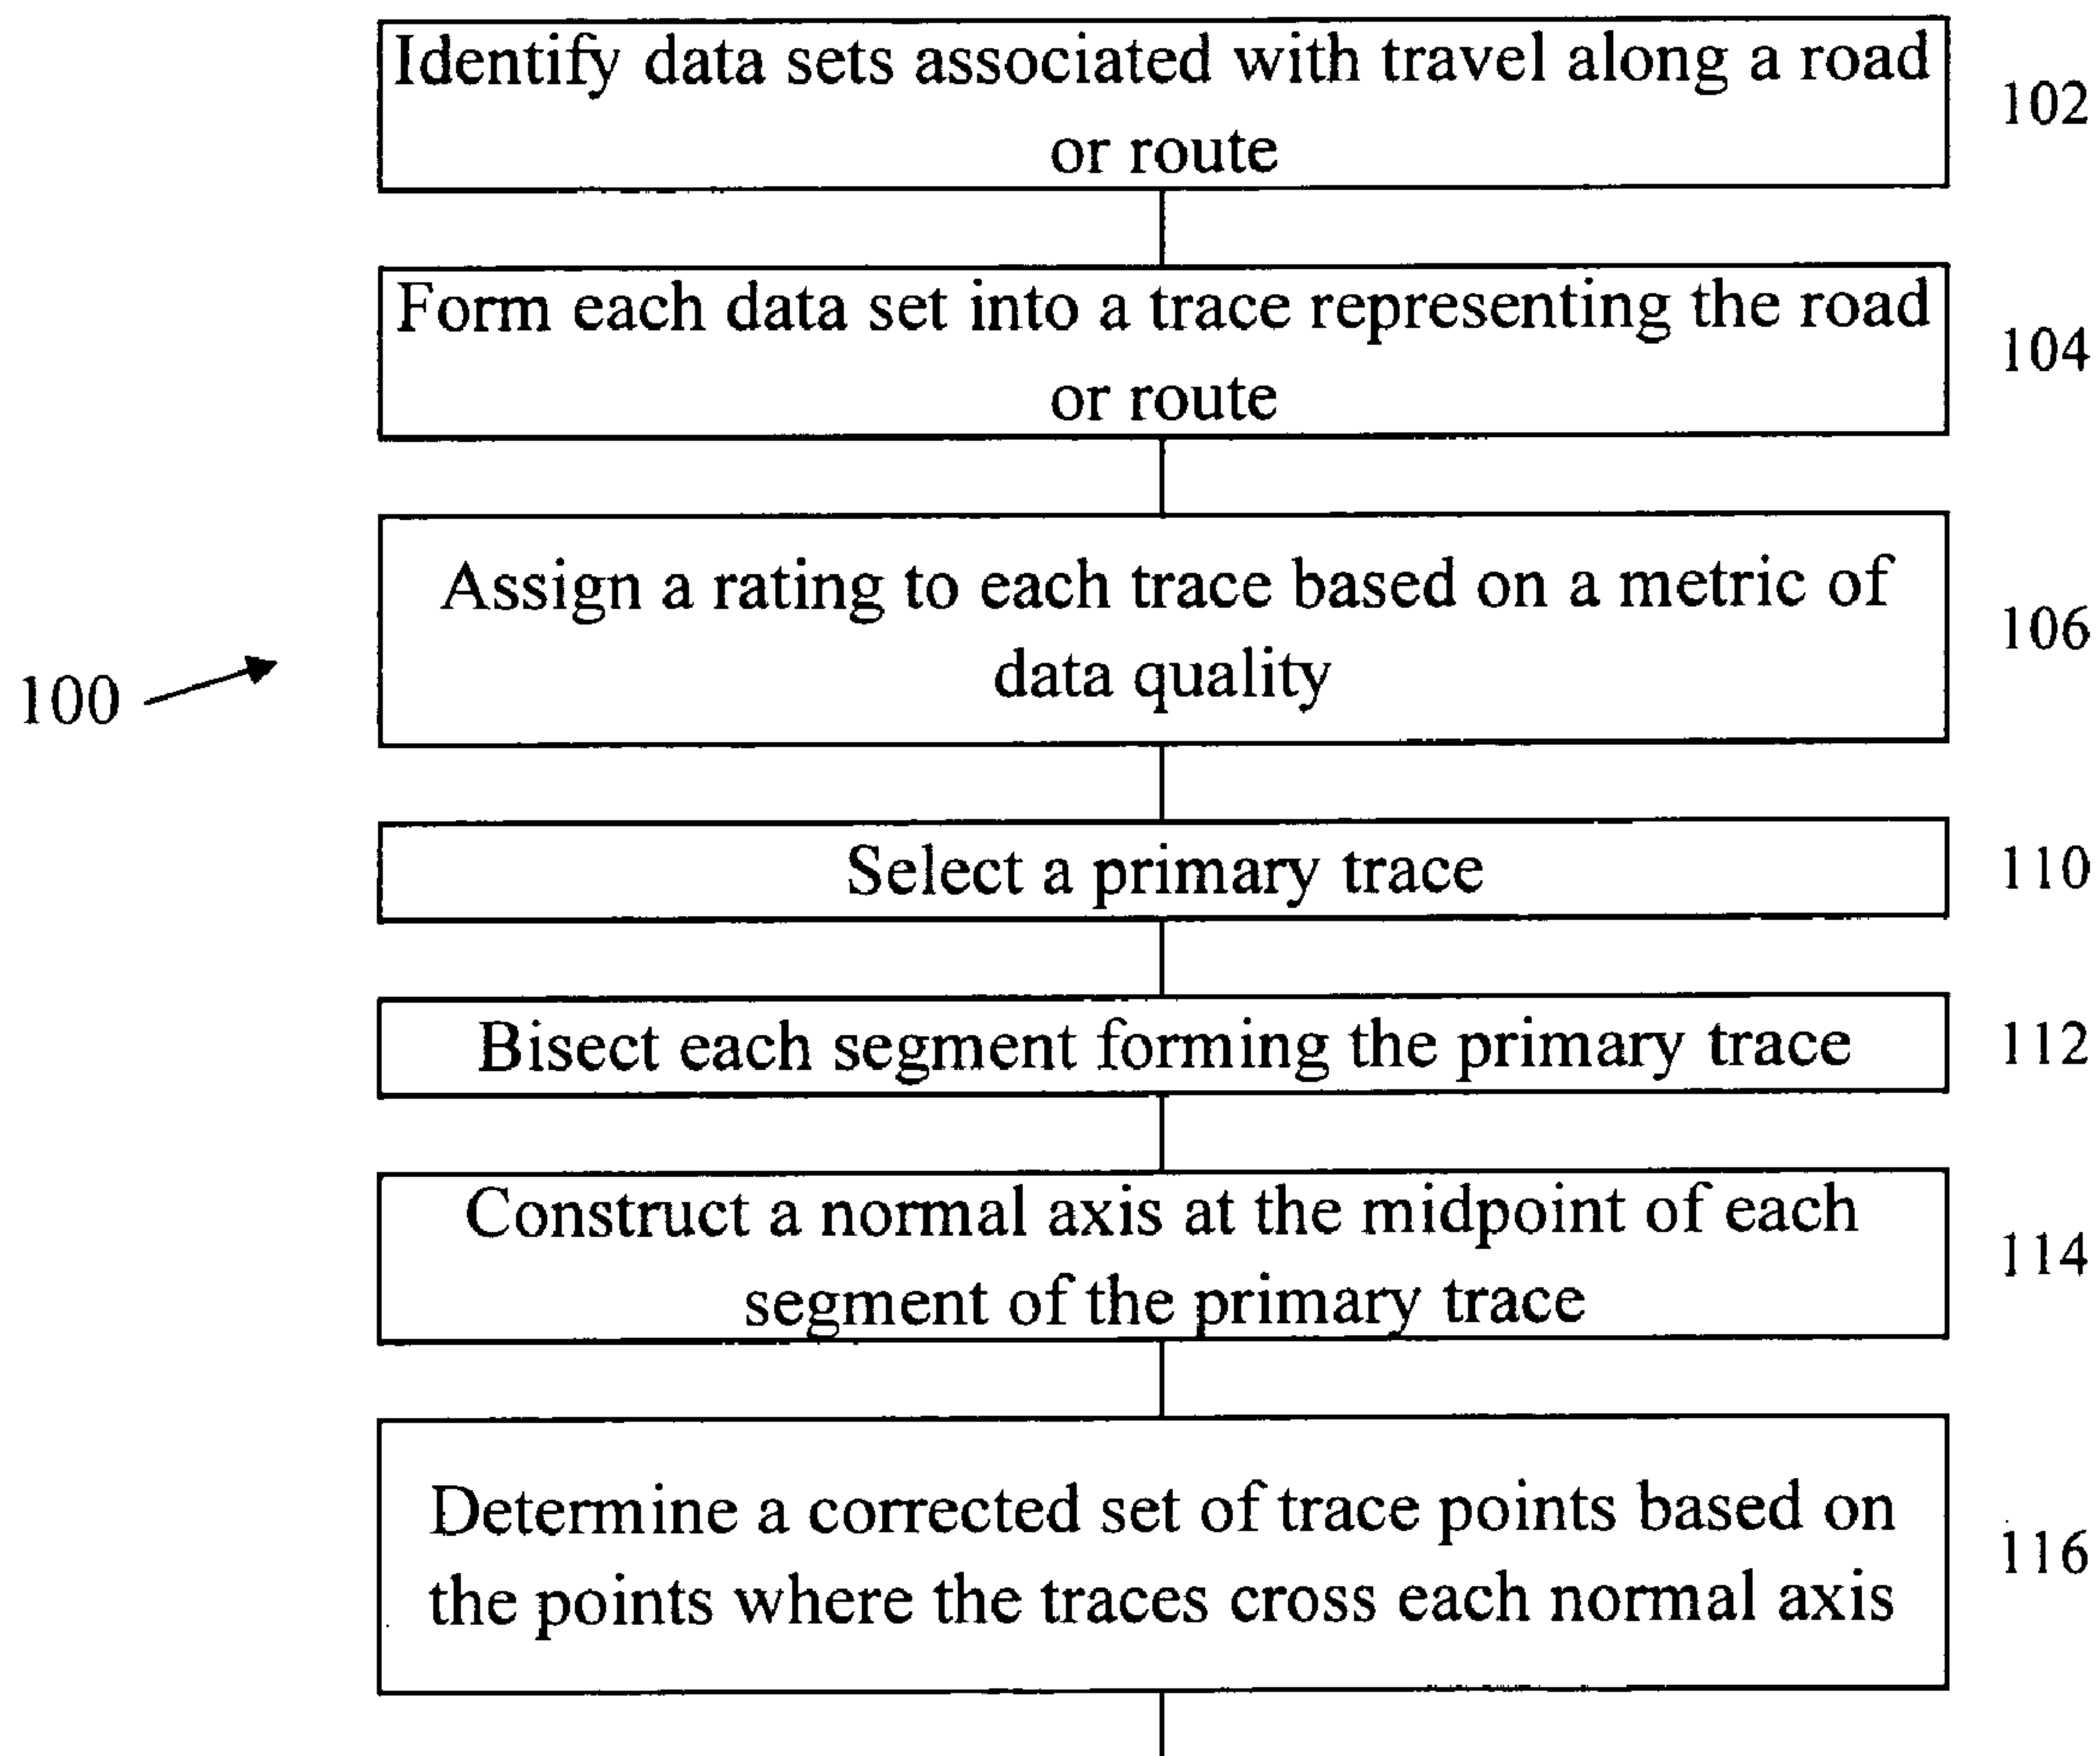 Identify data sets associated with travel along a road
or route
102
Form each data set into a trace representing the road
or route
104
Assign a rating to each trace based on a metric of
data quality
106
100
Select a primary trace
110
Bisect each segment forming the primary trace
112
Construct a normal axis at the midpoint of each
segment of the primary trace
114
Determine a corrected set of trace points based on
the points where the traces cross each normal axis
116